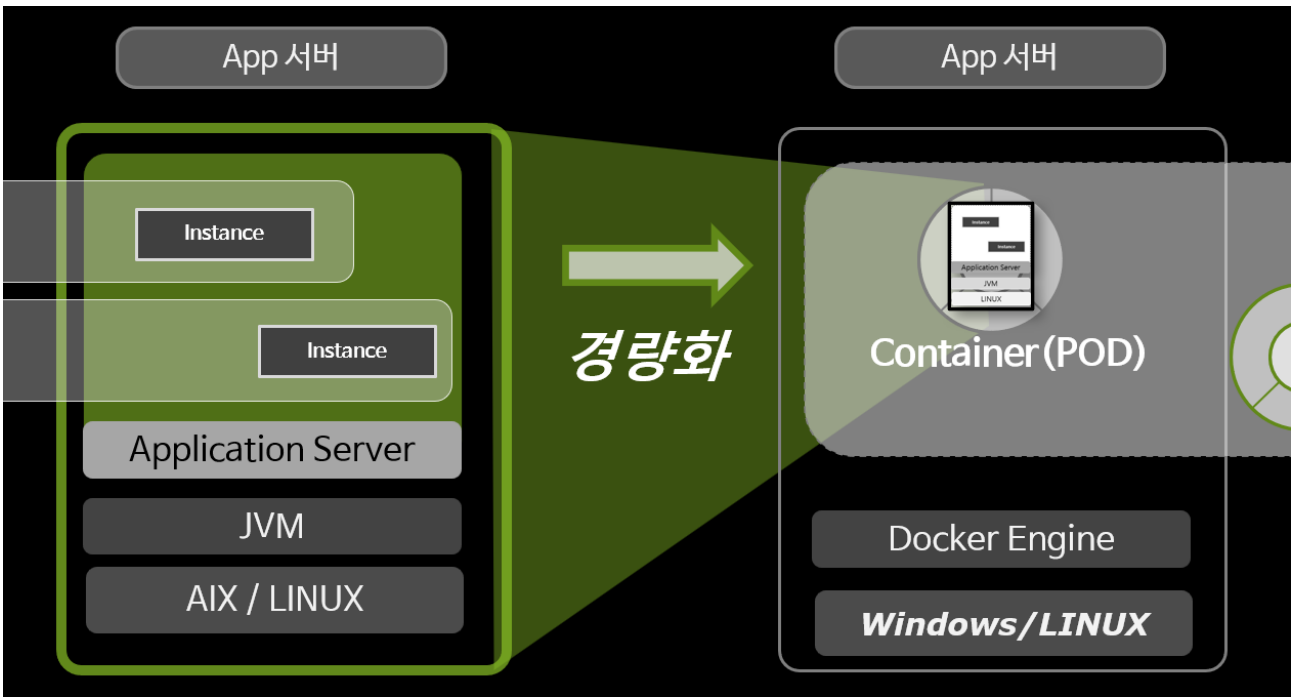 App 서버
Instance
Instance
Application Server
JVM
AIX / LINUX
경량화
App 서버
Instance
Instance
Application Server
JVM
LINUX
Container(POD)
Docker Engine
Windows/LINUX